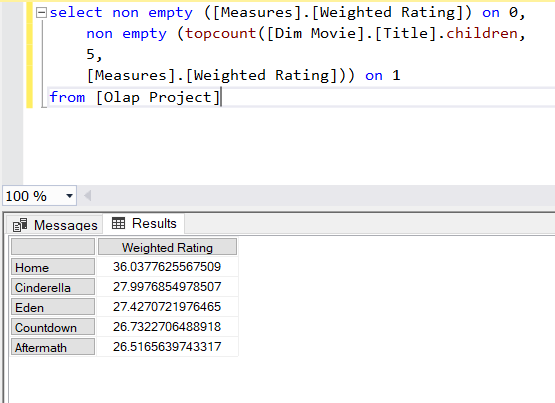 select non empty ([Measures].[Weighted Rating]) on 0,
non empty (topcount([Dim Movie].[Title].children,
5,
[Measures].[Weighted Rating])) on 1
from [Olap Project]
100 %
Messages Results
Weighted Rating
Home 36.0377625567509
Cinderella 27.9976854978507
Eden 27.4270721976465
Countdown 26.7322706488918
Aftermath 26.5165639743317